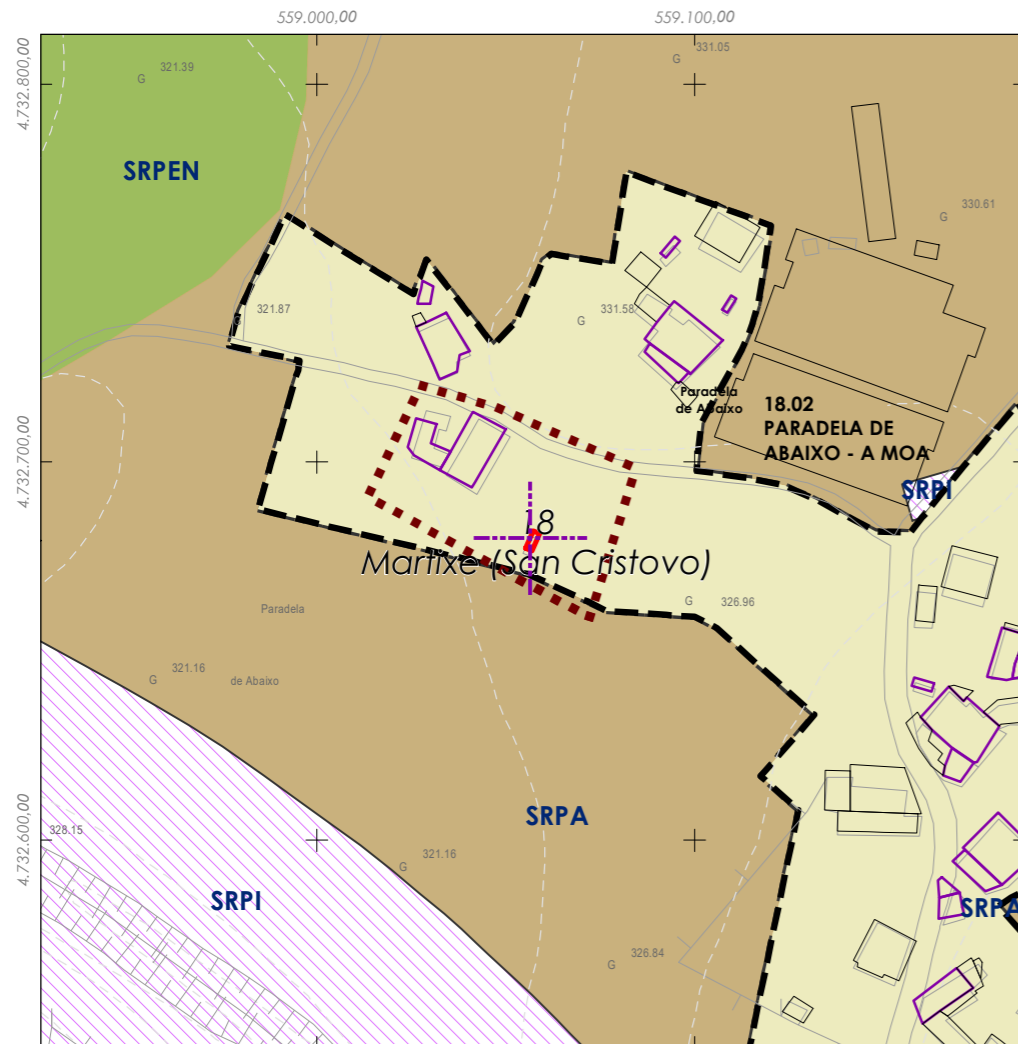 559.000,00
559.100,00
4.732.800,00
4.732.700,00
4.732.600,00
331.05
321.39
G
G
SRPEN
330.61
G
321.87
G
331.58
G
Paradela
de Abaixo
18.02
PARADELA DE
ABAIXO - A MOA
SRPI
18
Martixe (San Cristovo)
326.96
G
Paradela
321.16
G
de Abaixo
SRPA
328.15
321.16
G
SRPI
SRPA
326.84
G